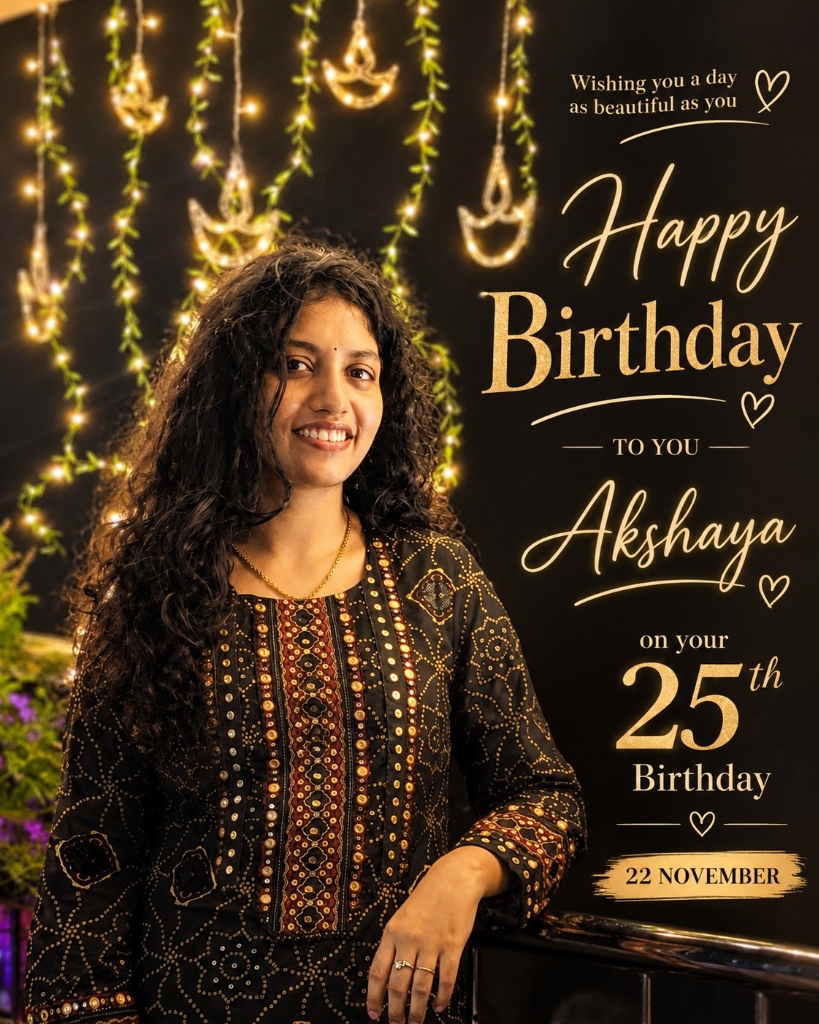 Wishing you a day
as beautiful as you
Happy
Birthday
TO YOU
Akshaya
on your
25th
Birthday
22 NOVEMBER